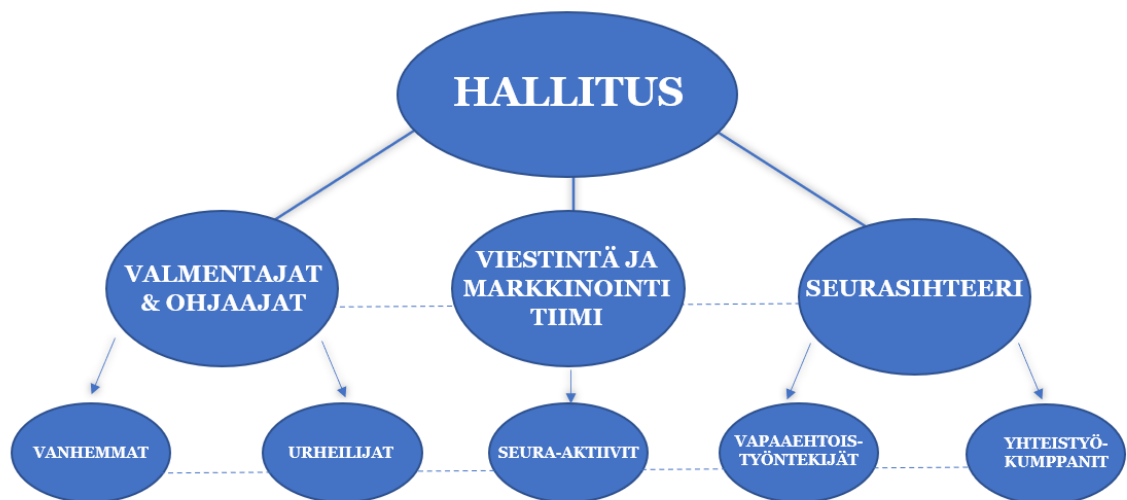 HALLITUS
VALMENTAJAT
& OHJAAJAT
VIESTINTÄ JA
MARKKINOINTI
TIIMI
SEURASIHTEERI
VANHEMMAT
URHEILIJAT
SEURA-AKTIIVIT
VAPAAEHTOIS-
TYÖNTEKIJÄT
YHTEISTYÖ-
KUMPPANIT